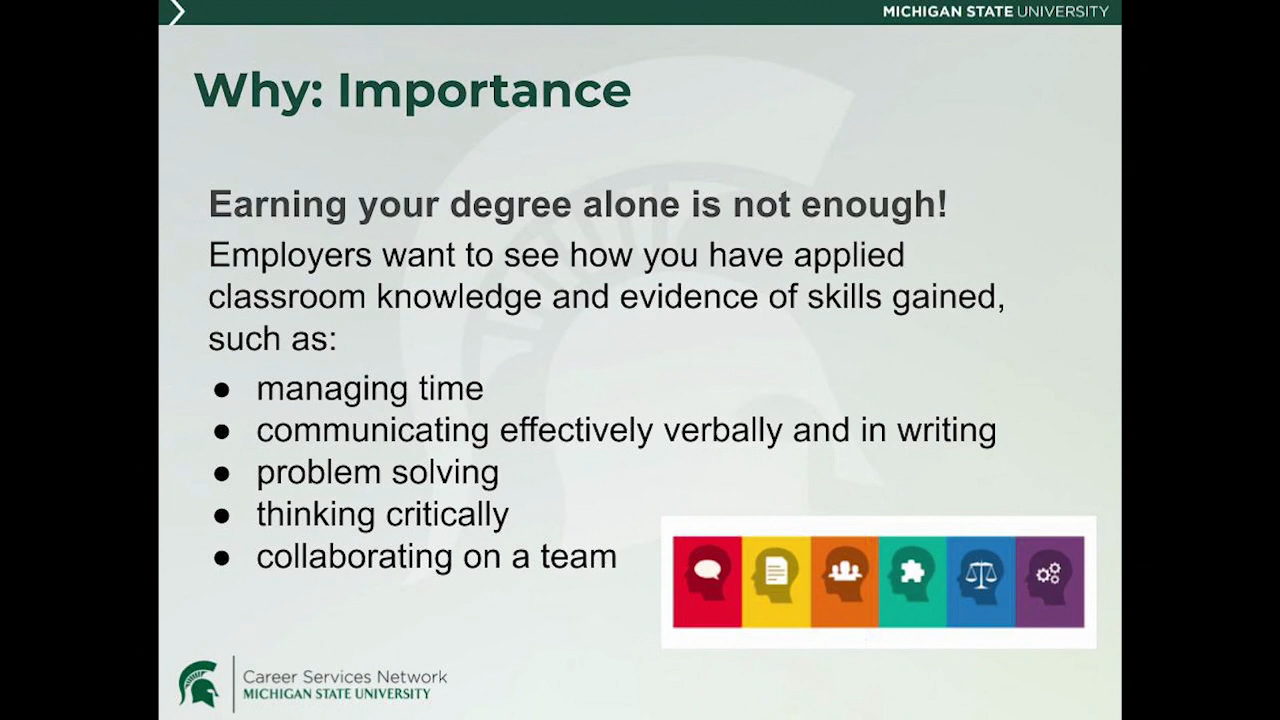 MICHIGAN STATE UNIVERSITY
Why: Importance
Earning your degree alone is not enough!
Employers want to see how you have applied
classroom knowledge and evidence of skills gained,
such as:
● managing time
● communicating effectively verbally and in writing
● problem solving
● thinking critically
● collaborating on a team
Career Services Network
MICHIGAN STATE UNIVERSITY